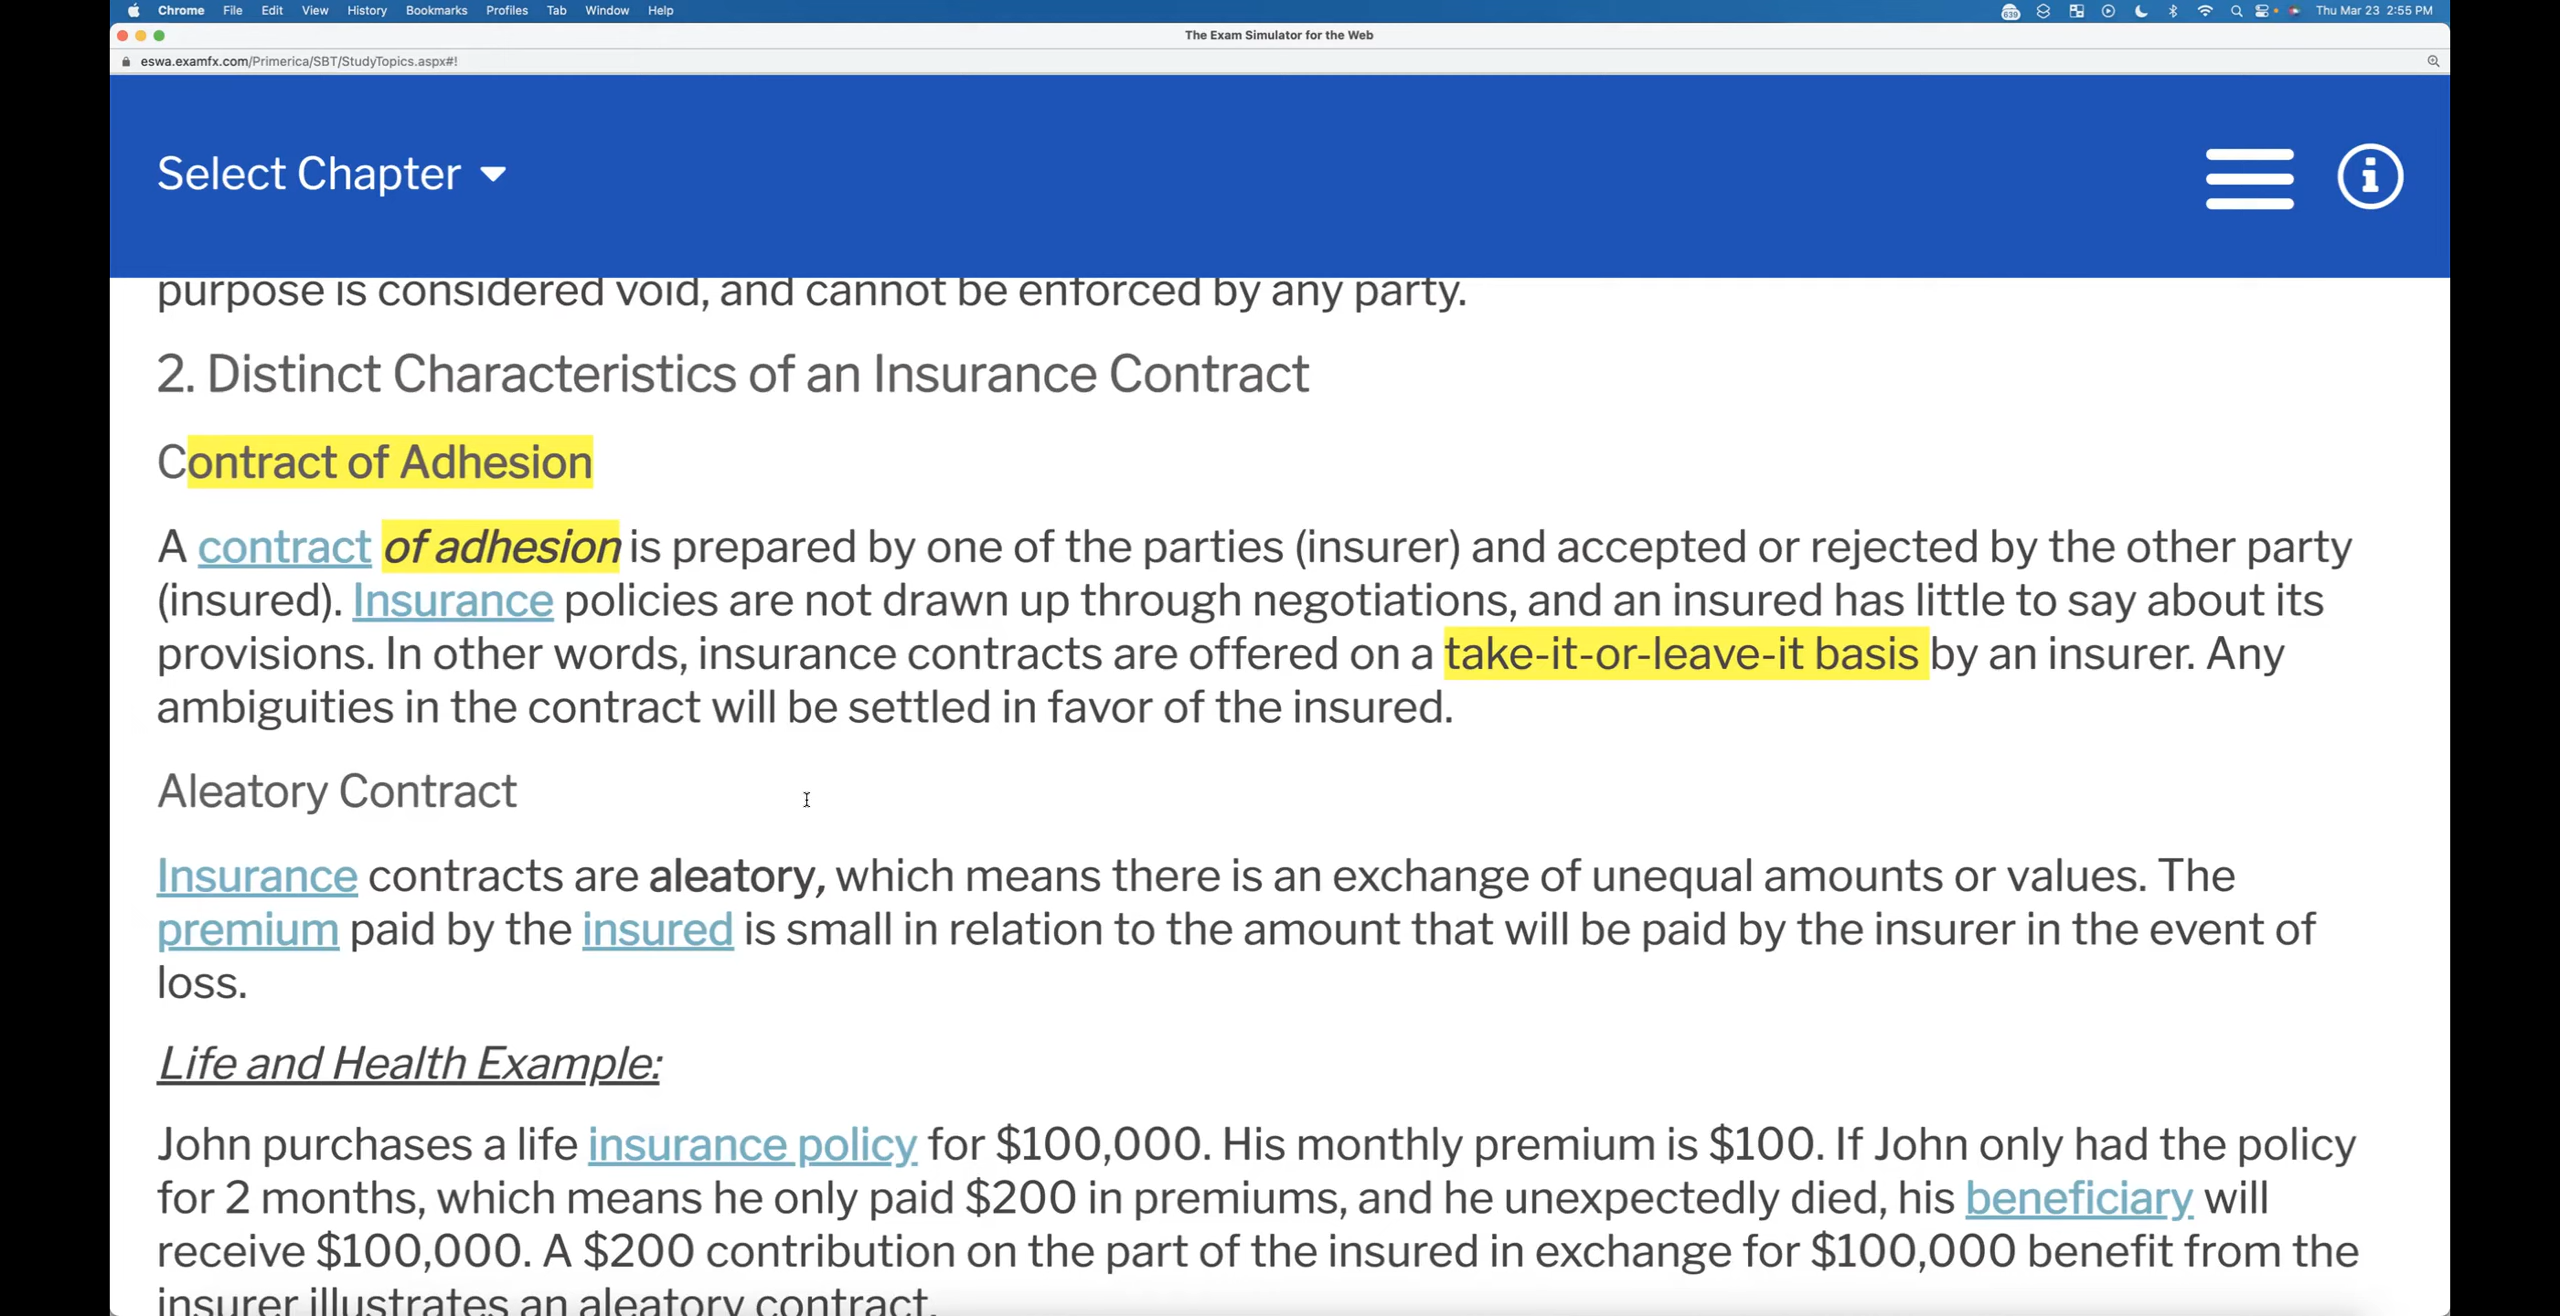 Chrome File Edit View History Bookmarks Profiles Tab Window Help 639 Thu Mar 23 2:55 PM
The Exam Simulator for the Web
eswa.examfx.com/Primerica/SBT/StudyTopics.aspx#!
Select Chapter
purpose is considered void, and cannot be enforced by any party.
2. Distinct Characteristics of an Insurance Contract
Contract of Adhesion
A contract of adhesion is prepared by one of the parties (insurer) and accepted or rejected by the other party
(insured). Insurance policies are not drawn up through negotiations, and an insured has little to say about its
provisions. In other words, insurance contracts are offered on a take-it-or-leave-it basis by an insurer. Any
ambiguities in the contract will be settled in favor of the insured.
Aleatory Contract
Insurance contracts are aleatory, which means there is an exchange of unequal amounts or values. The
premium paid by the insured is small in relation to the amount that will be paid by the insurer in the event of
loss.
Life and Health Example:
John purchases a life insurance policy for $100,000. His monthly premium is $100. If John only had the policy
for 2 months, which means he only paid $200 in premiums, and he unexpectedly died, his beneficiary will
receive $100,000. A $200 contribution on the part of the insured in exchange for $100,000 benefit from the
insurer illustrates an aleatory contract.